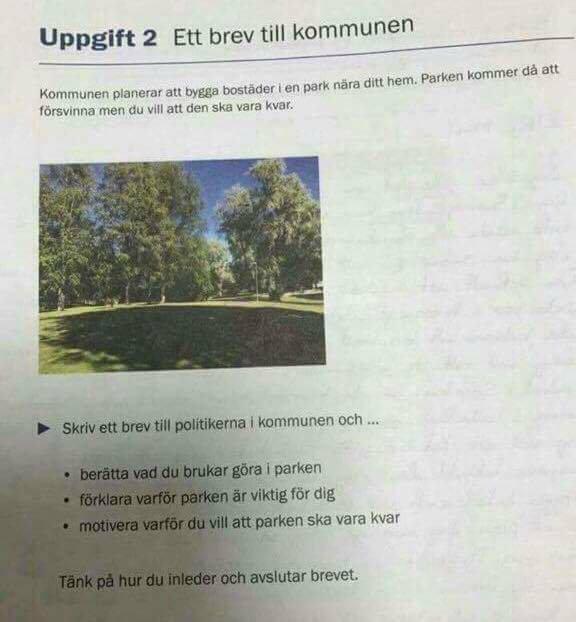 Uppgift 2 Ett brev till kommunen
Kommunen planerar att bygga bostäder i en park nära ditt hem. Parken kommer då att
försvinna men du vill att den ska vara kvar.
► Skriv ett brev till politikerna i kommunen och ...
• berätta vad du brukar göra i parken
• förklara varför parken är viktig för dig
• motivera varför du vill att parken ska vara kvar
Tänk på hur du inleder och avslutar brevet.